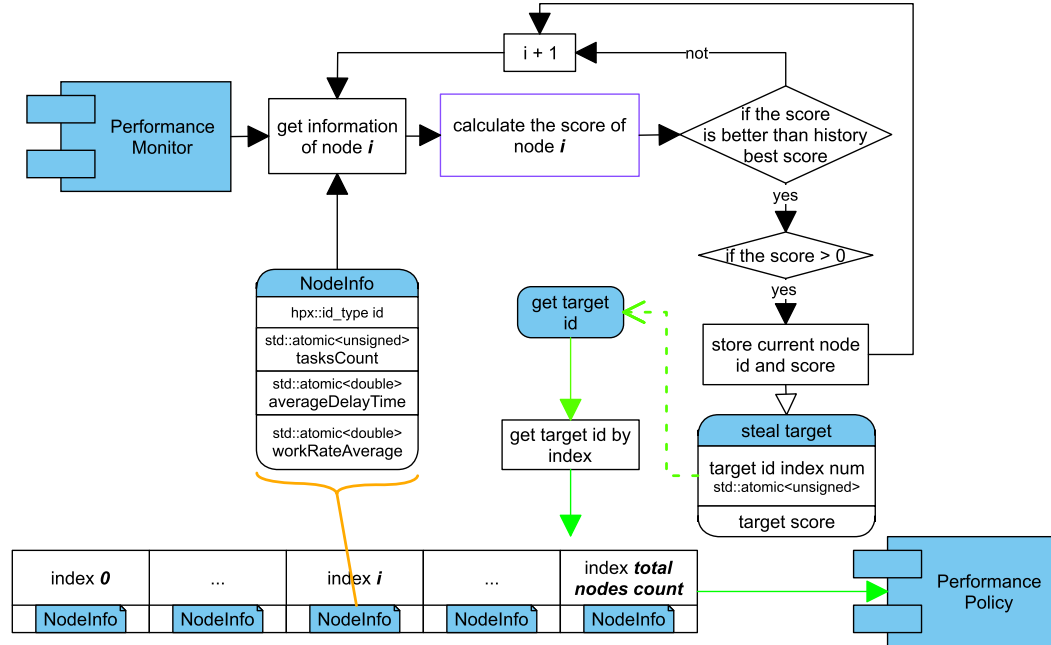 i + 1
not
Performance
Monitor
get information
of node i
calculate the score of
node i
if the score
is better than history
best score
yes
if the score > 0
yes
store current node
id and score
NodeInfo
hpx::id_type id
std::atomic<unsigned>
tasksCount
std::atomic<double>
averageDelayTime
std::atomic<double>
workRateAverage
get target
id
get target id by
index
steal target
target id index num
std::atomic<unsigned>
target score
index 0
...
index i
...
index total
nodes count
NodeInfo
NodeInfo
NodeInfo
NodeInfo
NodeInfo
Performance
Policy